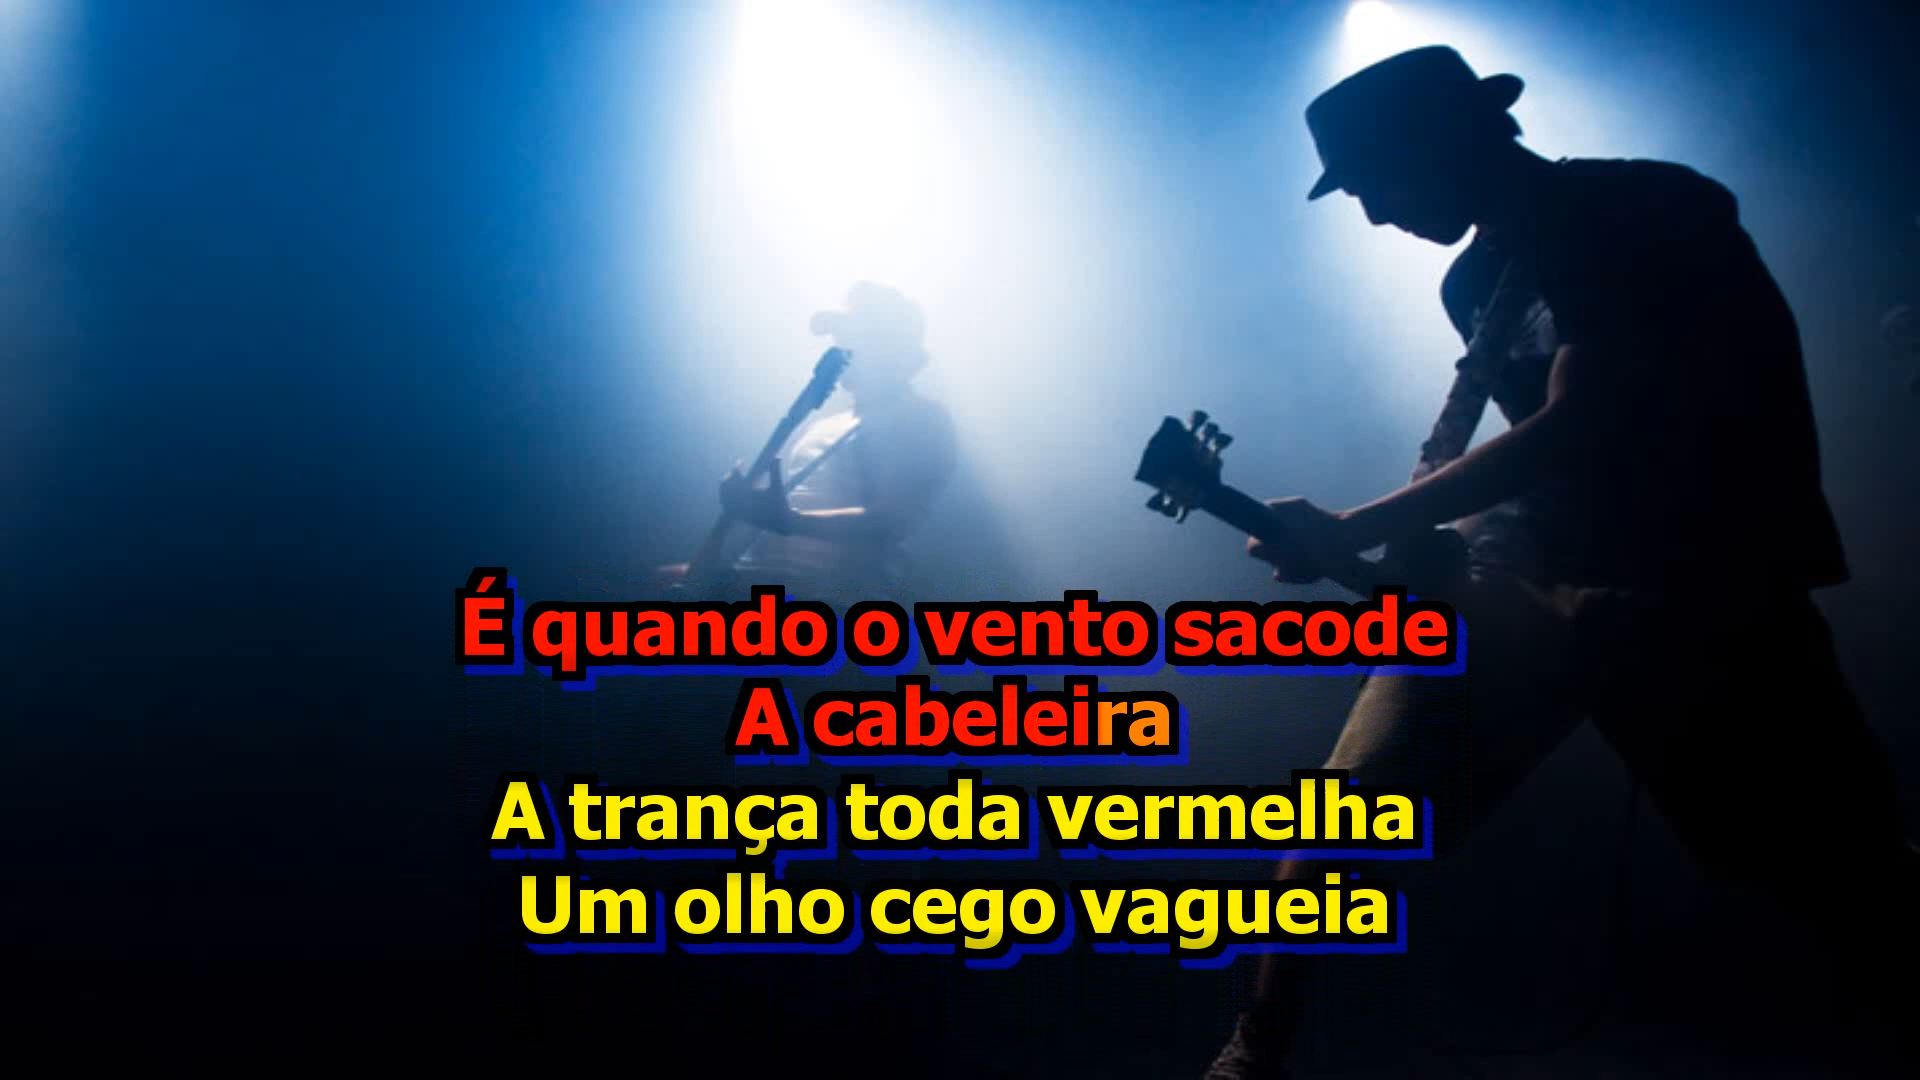 É quando o vento sacode
A cabeleira
A trança toda vermelha
Um olho cego vagueia